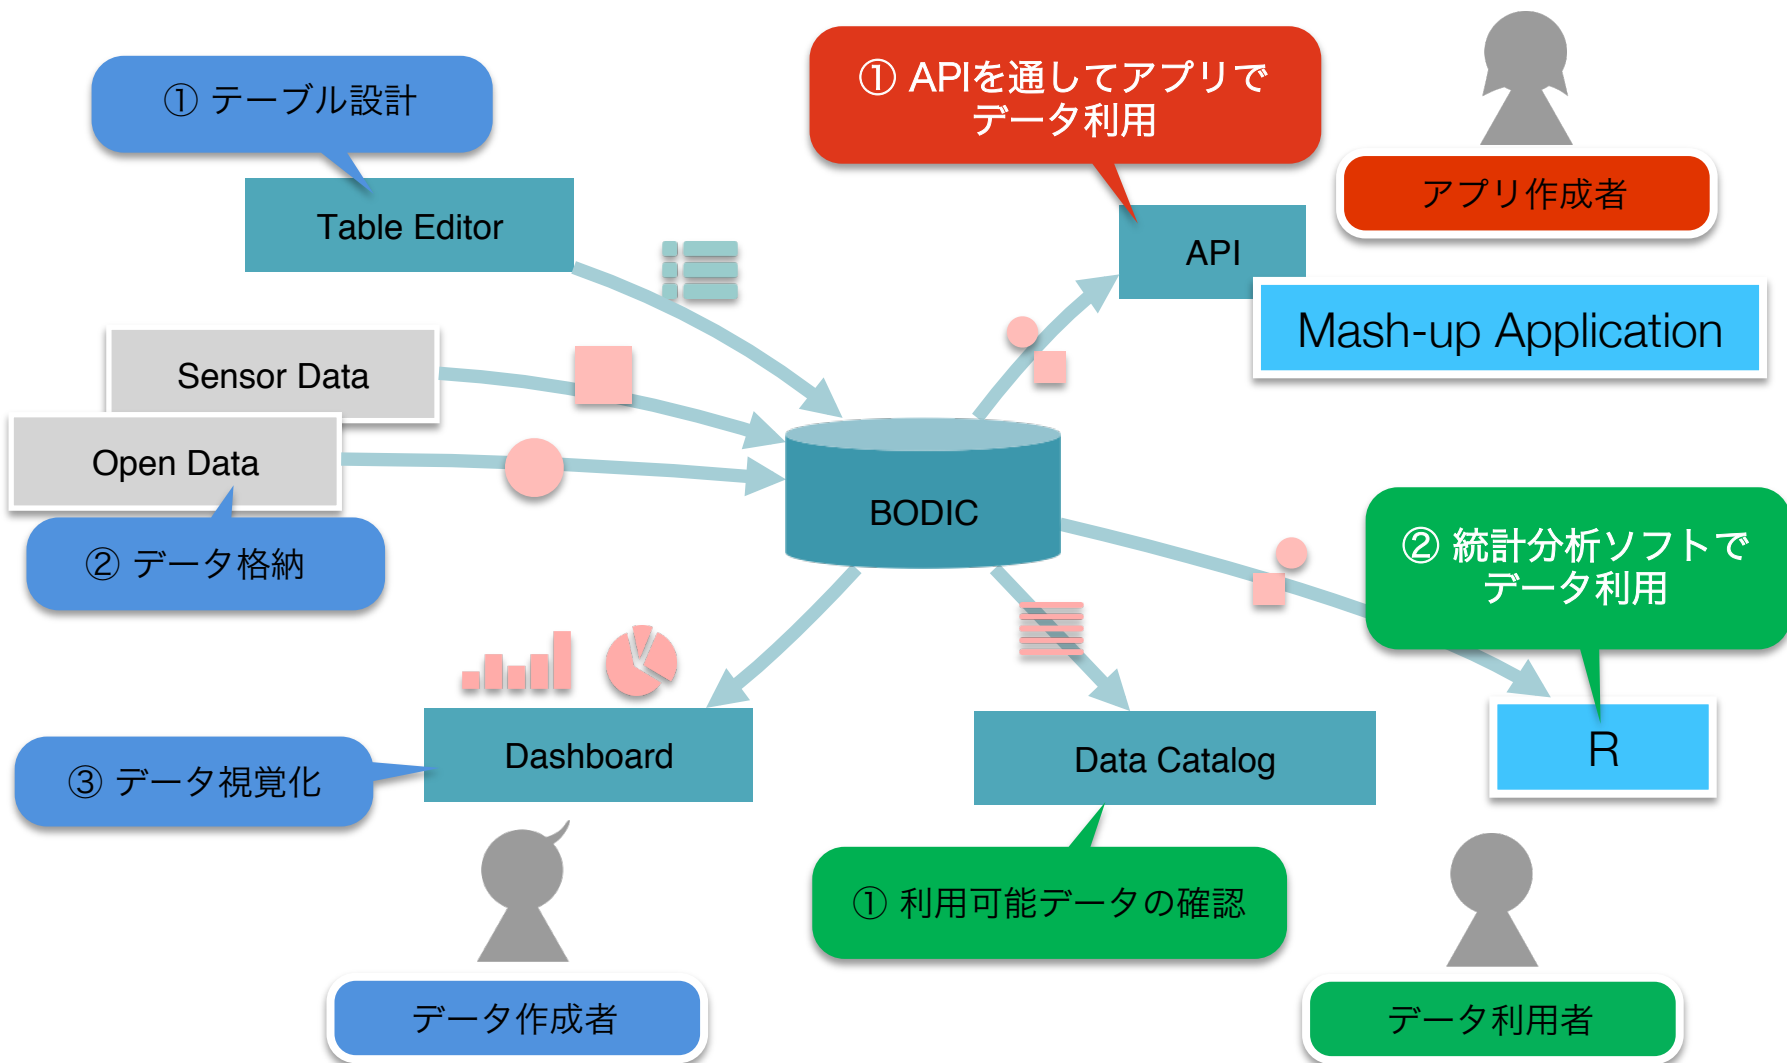 ① テーブル設計
Table Editor
① APIを通してアプリで
データ利用
アプリ作成者
API
Mash-up Application
Sensor Data
Open Data
② データ格納
BODIC
② 統計分析ソフトで
データ利用
R
Dashboard
③ データ視覚化
Data Catalog
① 利用可能データの確認
データ作成者
データ利用者